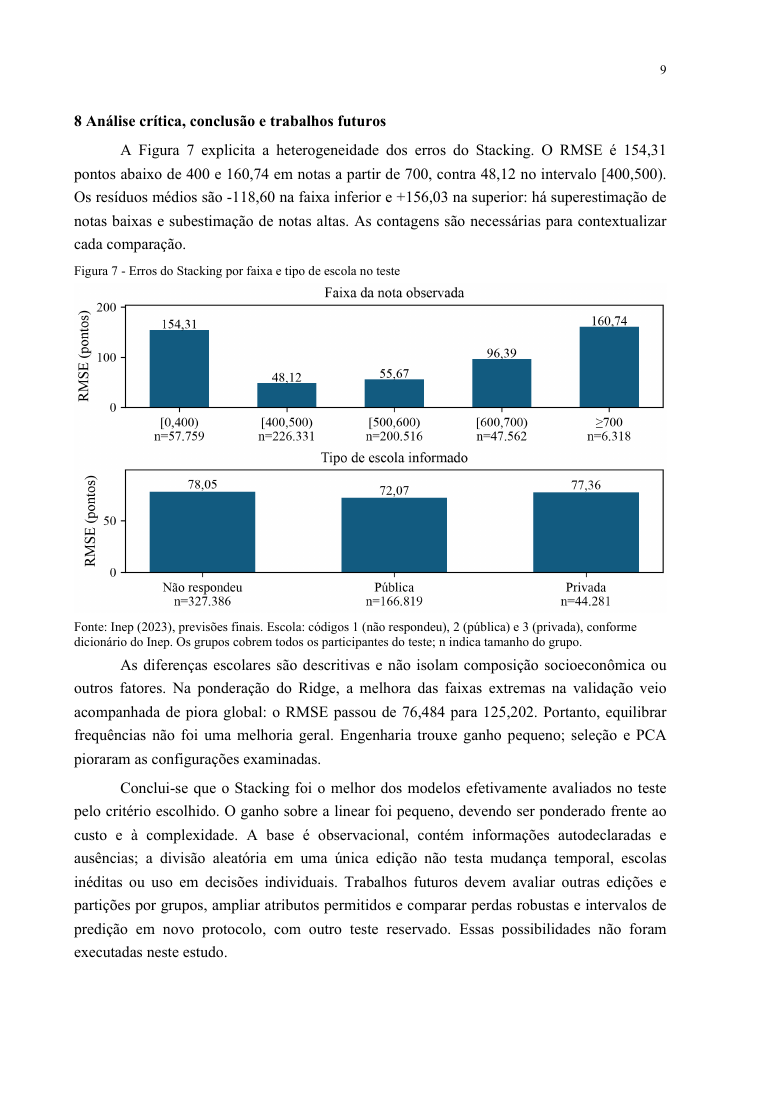 9
8 Análise crítica, conclusão e trabalhos futuros
A Figura 7 explicita a heterogeneidade dos erros do Stacking. O RMSE é 154,31
pontos abaixo de 400 e 160,74 em notas a partir de 700, contra 48,12 no intervalo [400,500).
Os resíduos médios são -118,60 na faixa inferior e +156,03 na superior: há superestimação de
notas baixas e subestimação de notas altas. As contagens são necessárias para contextualizar
cada comparação.
Figura 7 - Erros do Stacking por faixa e tipo de escola no teste
Faixa da nota observada
RMSE (pontos)
200
100
0
154,31
48,12
55,67
96,39
160,74
[0,400)
[400,500)
[500,600)
[600,700)
≥700
n=57.759
n=226.331
n=200.516
n=47.562
n=6.318
Tipo de escola informado
RMSE (pontos)
50
0
78,05
72,07
77,36
Não respondeu
Pública
Privada
n=327.386
n=166.819
n=44.281
Fonte: Inep (2023), previsões finais. Escola: códigos 1 (não respondeu), 2 (pública) e 3 (privada), conforme
dicionário do Inep. Os grupos cobrem todos os participantes do teste; n indica tamanho do grupo.
As diferenças escolares são descritivas e não isolam composição socioeconômica ou
outros fatores. Na ponderação do Ridge, a melhora das faixas extremas na validação veio
acompanhada de piora global: o RMSE passou de 76,484 para 125,202. Portanto, equilibrar
frequências não foi uma melhoria geral. Engenharia trouxe ganho pequeno; seleção e PCA
pioraram as configurações examinadas.
Conclui-se que o Stacking foi o melhor dos modelos efetivamente avaliados no teste
pelo critério escolhido. O ganho sobre a linear foi pequeno, devendo ser ponderado frente ao
custo e à complexidade. A base é observacional, contém informações autodeclaradas e
ausências; a divisão aleatória em uma única edição não testa mudança temporal, escolas
inéditas ou uso em decisões individuais. Trabalhos futuros devem avaliar outras edições e
partições por grupos, ampliar atributos permitidos e comparar perdas robustas e intervalos de
predição em novo protocolo, com outro teste reservado. Essas possibilidades não foram
executadas neste estudo.